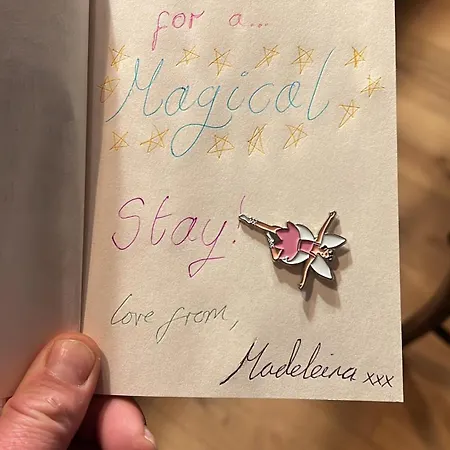 for a...
Magical
Stay!
love from,
Madeleina xxx